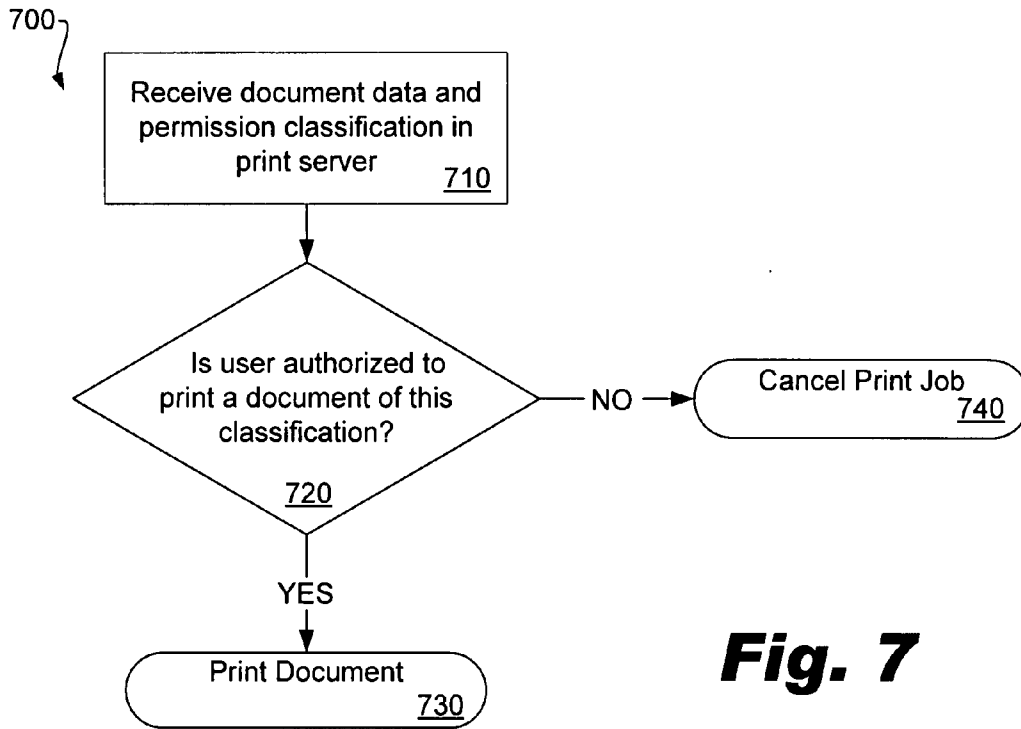 700
Receive document data and
permission classification in
print server
710
Is user authorized to
print a document of this
classification?
720
NO
Cancel Print Job
740
YES
Print Document
730
Fig. 7